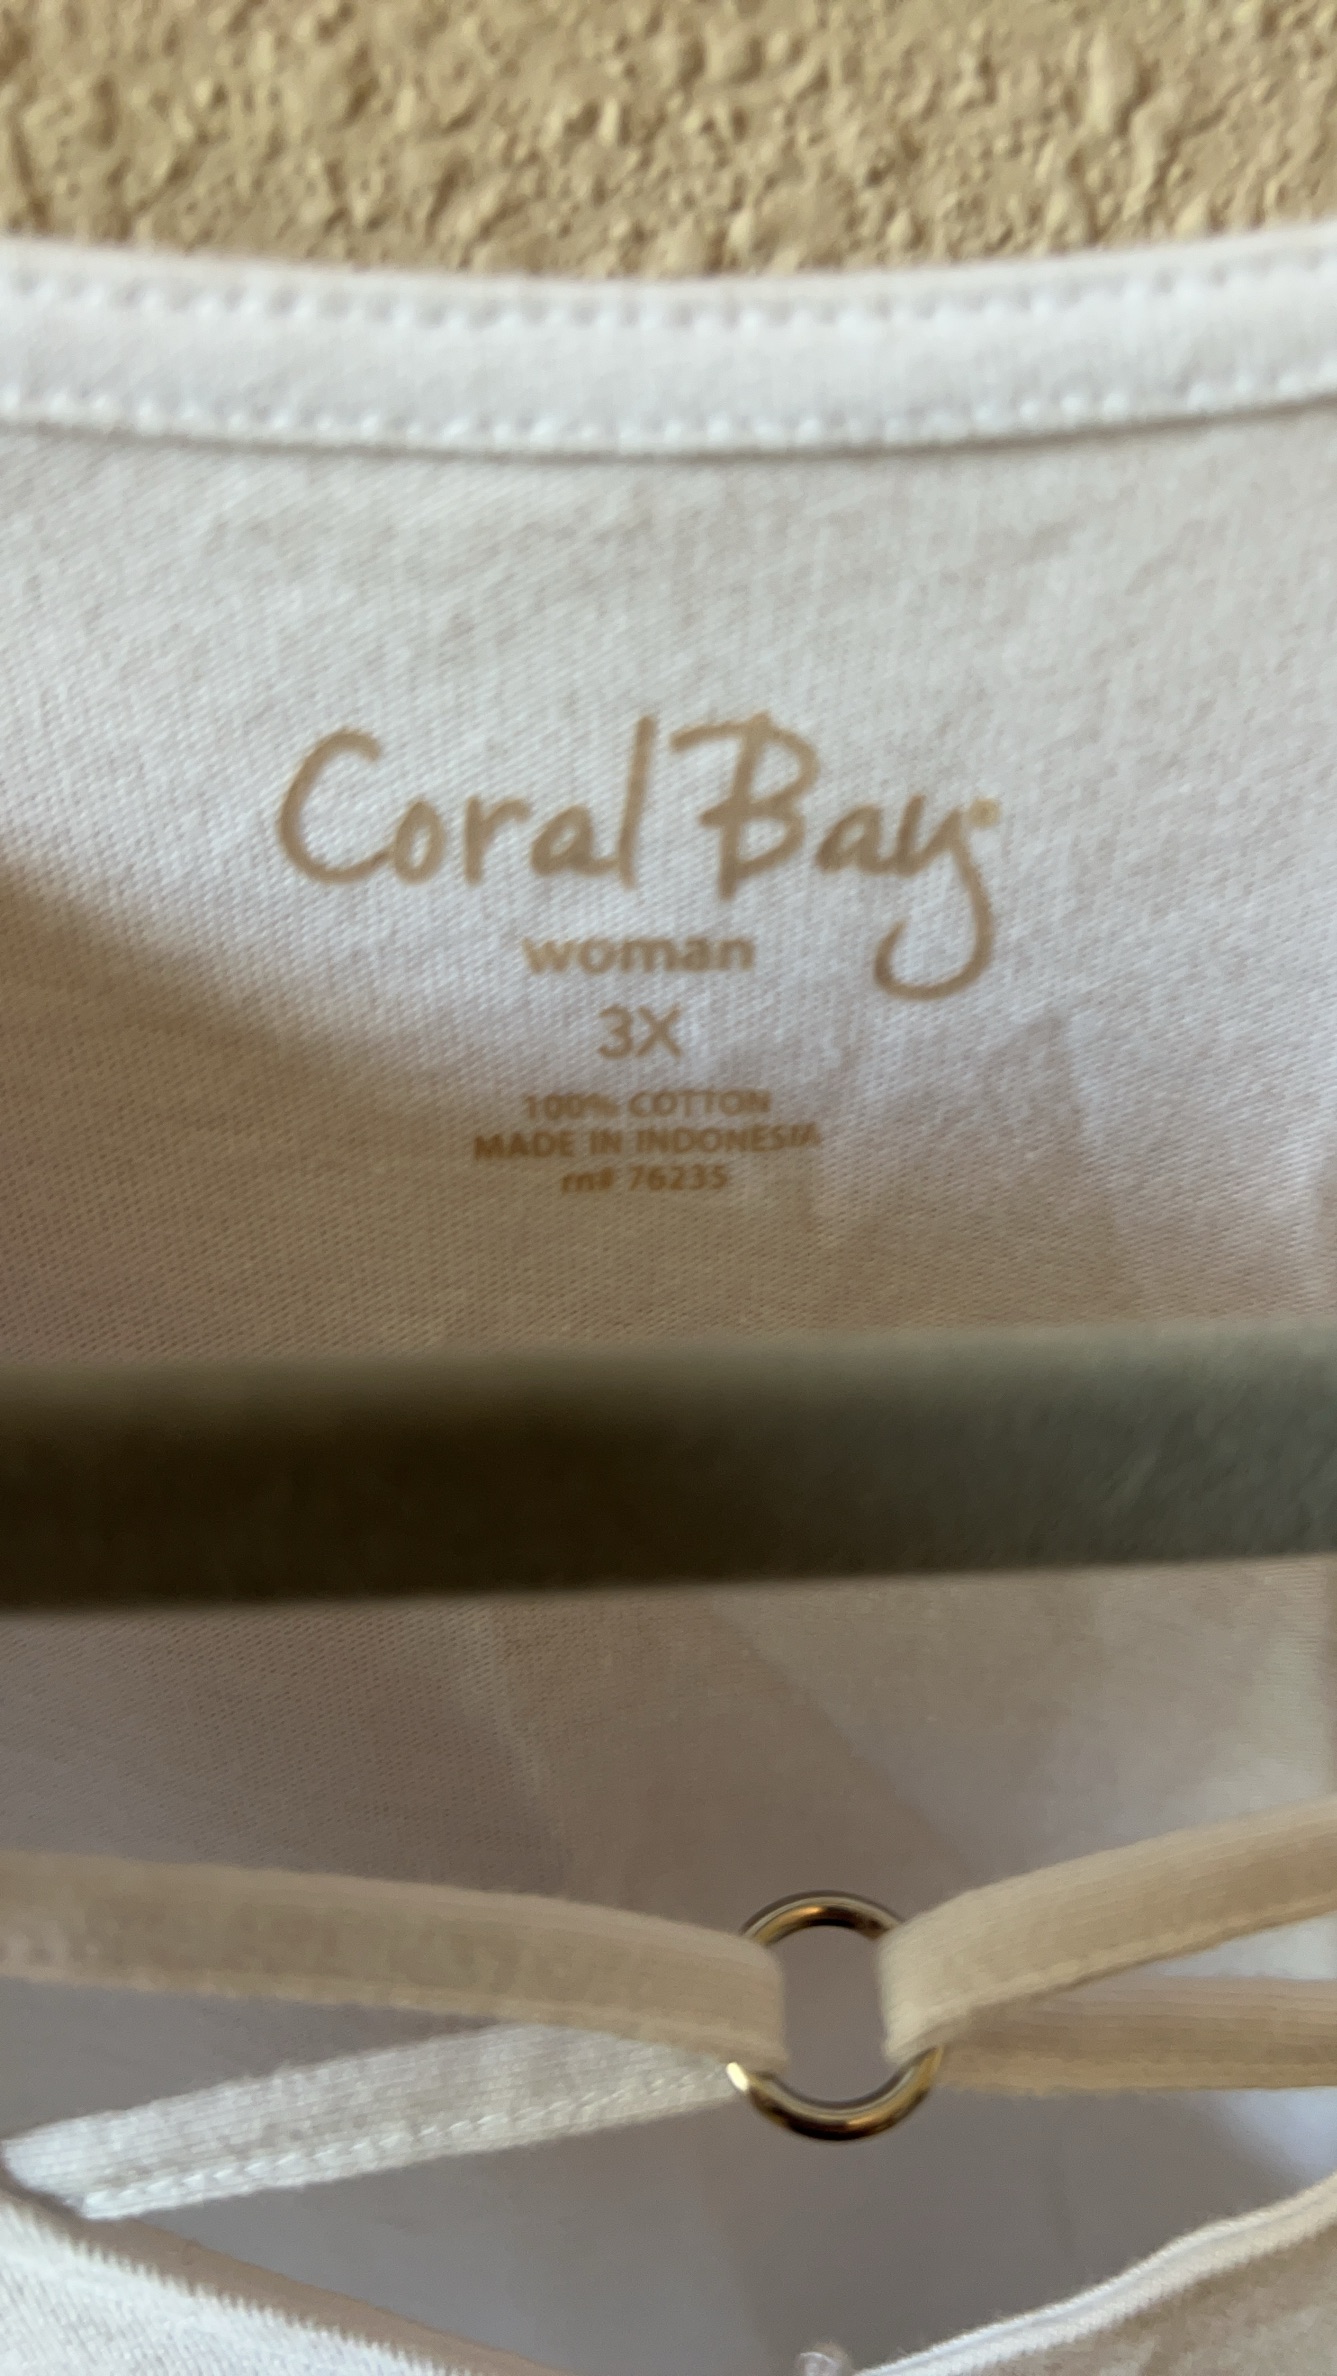 Coral Bay
woman
3X
100% COTTON
MADE IN INDONESIA
rn# 76235